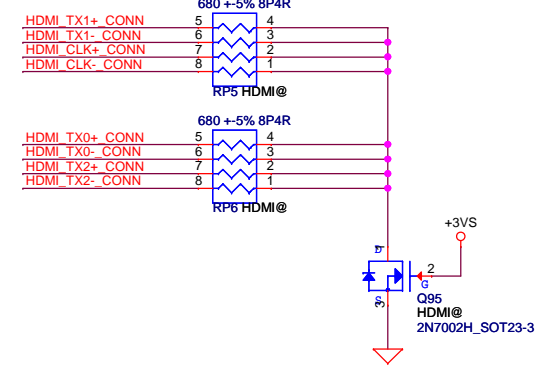 680 +-5% 8P4R
HDMI_TX1+_CONN 5 4
HDMI_TX1-_CONN 6 3
HDMI_CLK+_CONN 7 2
HDMI_CLK-_CONN 8 1
RP5 HDMI@
680 +-5% 8P4R
HDMI_TX0+_CONN 5 4
HDMI_TX0-_CONN 6 3
HDMI_TX2+_CONN 7 2
HDMI_TX2-_CONN 8 1
RP6 HDMI@
+3VS
D 1
2
G
S 3
Q95
HDMI@
2N7002H_SOT23-3